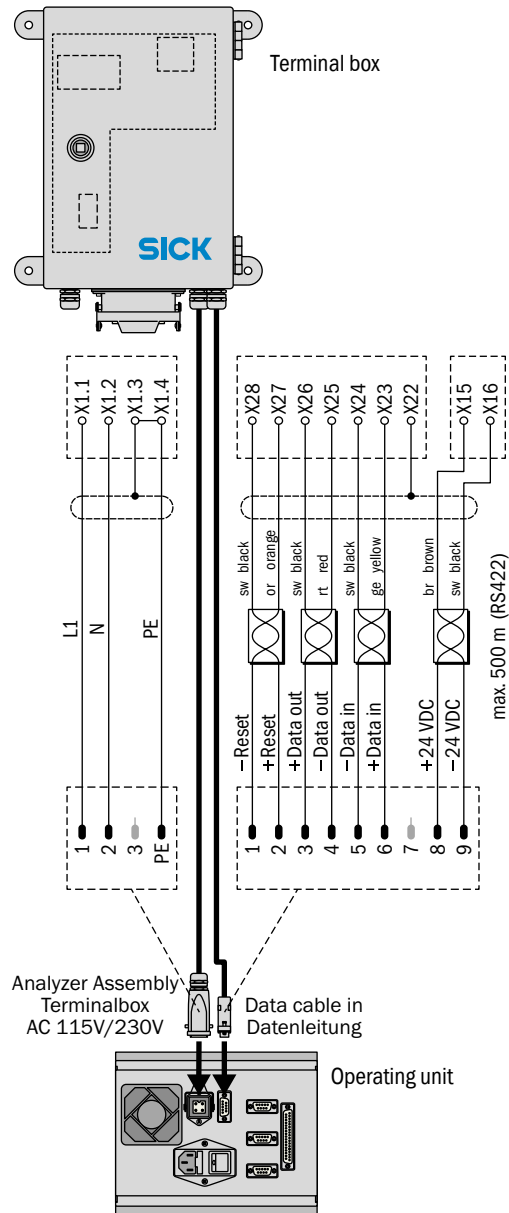 Terminal box
SICK
X1.1
X1.2
X1.3
X1.4
X28
X27
X26
X25
X24
X23
X22
X15
X16
sw black
or orange
sw black
rt red
sw black
ge yellow
br brown
sw black
max. 500 m (RS422)
L1
N
PE
−Reset
+Reset
+Data out
−Data out
−Data in
+Data in
+24 VDC
−24 VDC
1
2
3
PE
1
2
3
4
5
6
7
8
9
Analyzer Assembly
Terminalbox
AC 115V/230V
Data cable in
Datenleitung
Operating unit